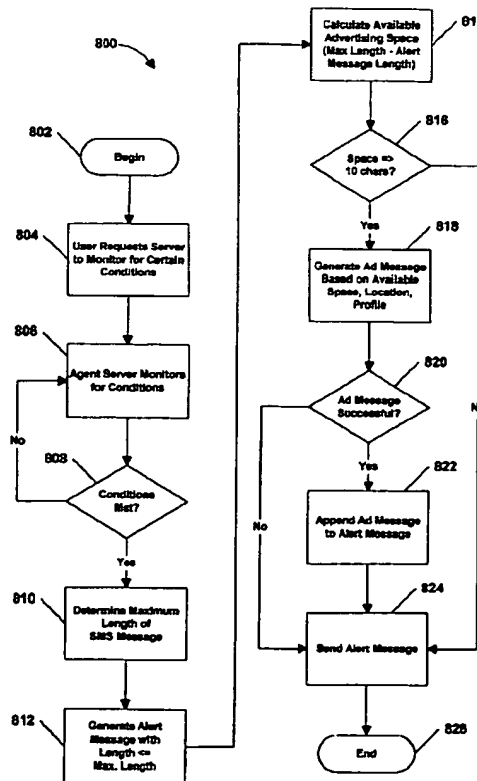 800
802
Begin
804
User Requests Server
to Monitor for Certain
Conditions
806
Agent Server Monitors
for Conditions
No
808
Conditions
Met?
Yes
810
Determine Maximum
Length of
SMS Message
812
Generate Alert
Message with
Length <=
Max. Length
81
Calculate Available
Advertising Space
(Max Length - Alert
Message Length)
816
Space =>
10 chars?
Yes
818
Generate Ad Message
Based on Available
Space, Location,
Profile
820
Ad Message
Successful?
N
Yes
No
822
Append Ad Message
to Alert Message
824
Send Alert Message
826
End